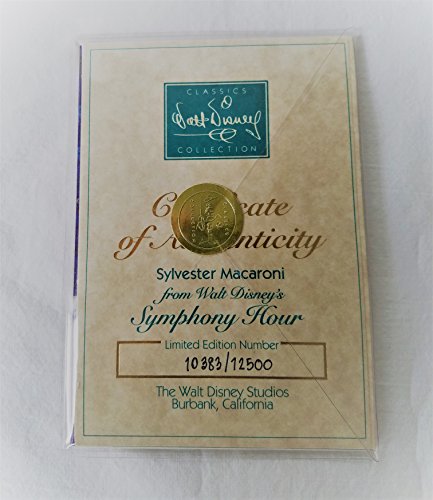 CLASSICS
Walt Disney
COLLECTION
of
Sylvester Macaroni
from Walt Disney's
Symphony Hour
Limited Edition Number
10383/12500
The Walt Disney Studios
Burbank, California